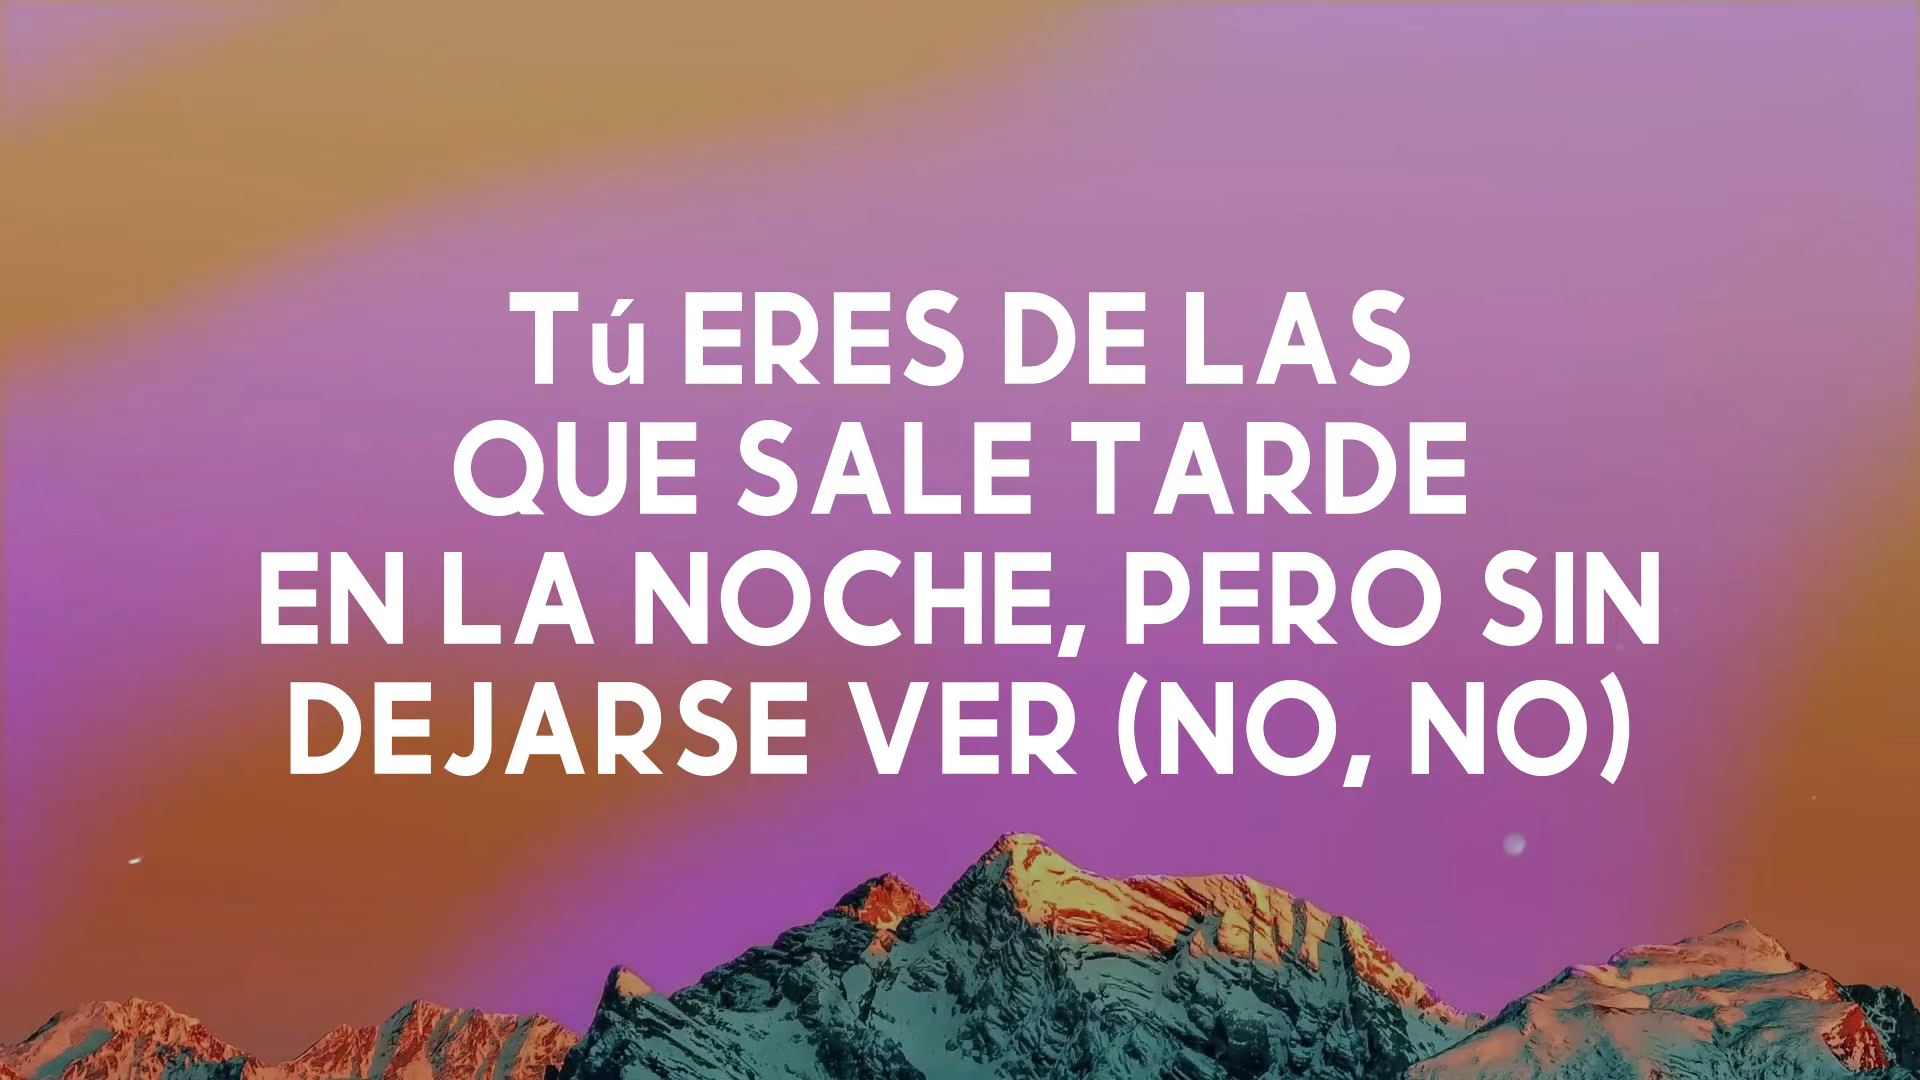 Tú ERES DE LAS
QUE SALE TARDE
EN LA NOCHE, PERO SIN
DEJARSE VER (NO, NO)